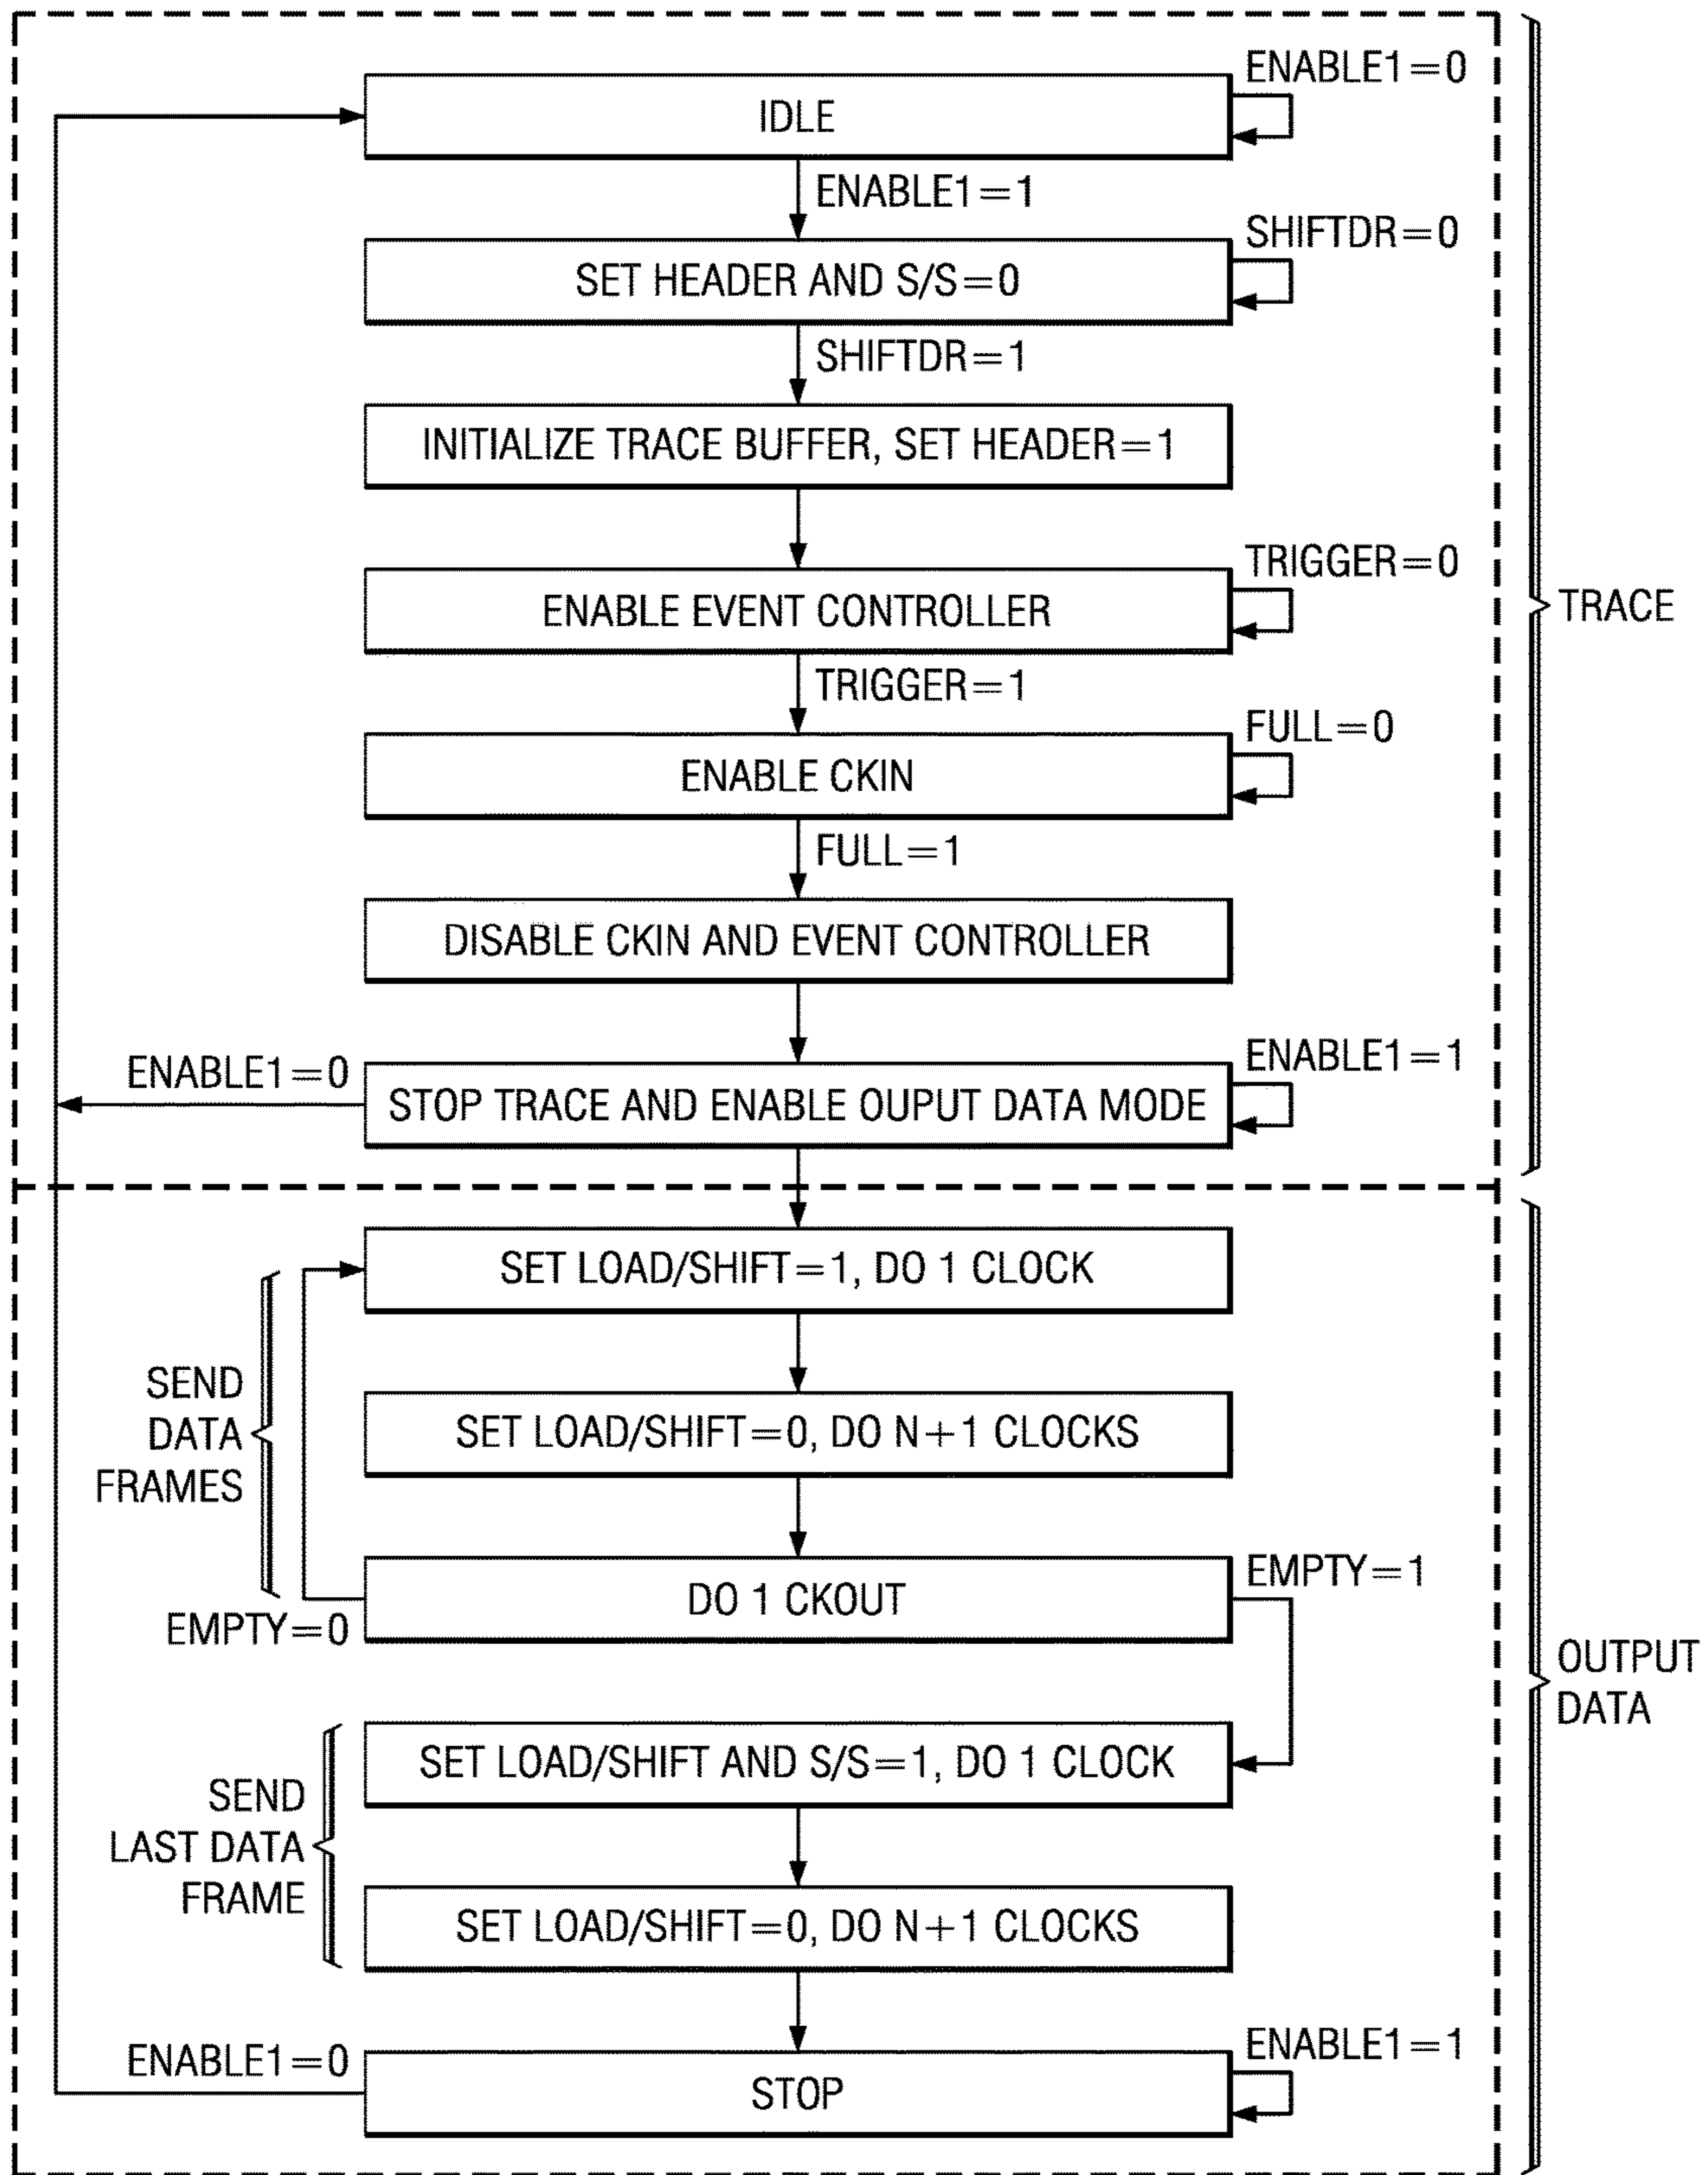 ENABLE1=0
IDLE
ENABLE1=1
SHIFTDR=0
SET HEADER AND S/S=0
SHIFTDR=1
INITIALIZE TRACE BUFFER, SET HEADER=1
TRIGGER=0
ENABLE EVENT CONTROLLER
TRACE
TRIGGER=1
FULL=0
ENABLE CKIN
FULL=1
DISABLE CKIN AND EVENT CONTROLLER
ENABLE1=1
ENABLE1=0
STOP TRACE AND ENABLE OUPUT DATA MODE
SET LOAD/SHIFT=1, DO 1 CLOCK
SEND
DATA
FRAMES
SET LOAD/SHIFT=0, DO N+1 CLOCKS
EMPTY=1
DO 1 CKOUT
EMPTY=0
OUTPUT
DATA
SET LOAD/SHIFT AND S/S=1, DO 1 CLOCK
SEND
LAST DATA
FRAME
SET LOAD/SHIFT=0, DO N+1 CLOCKS
ENABLE1=1
ENABLE1=0
STOP